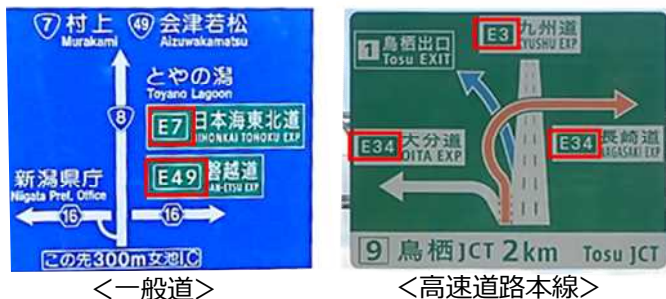 7 村上 49 会津若松
Murakami Aizuwakamatsu
とやの潟
Toyano Lagoon
8
E7 日本海東北道
NIHONKAI TOHOKU EXP
E49 磐越道
BAN-ETSU EXP
新潟県庁
Niigata Pref. Office
16 16
この先300m女池I.C
<一般道>
E3 九州道
KYUSHU EXP
1 鳥栖出口
Tosu EXIT
E34 大分道
OITA EXP
E34 長崎道
NAGASAKI EXP
9 鳥栖JCT 2km Tosu JCT
<高速道路本線>